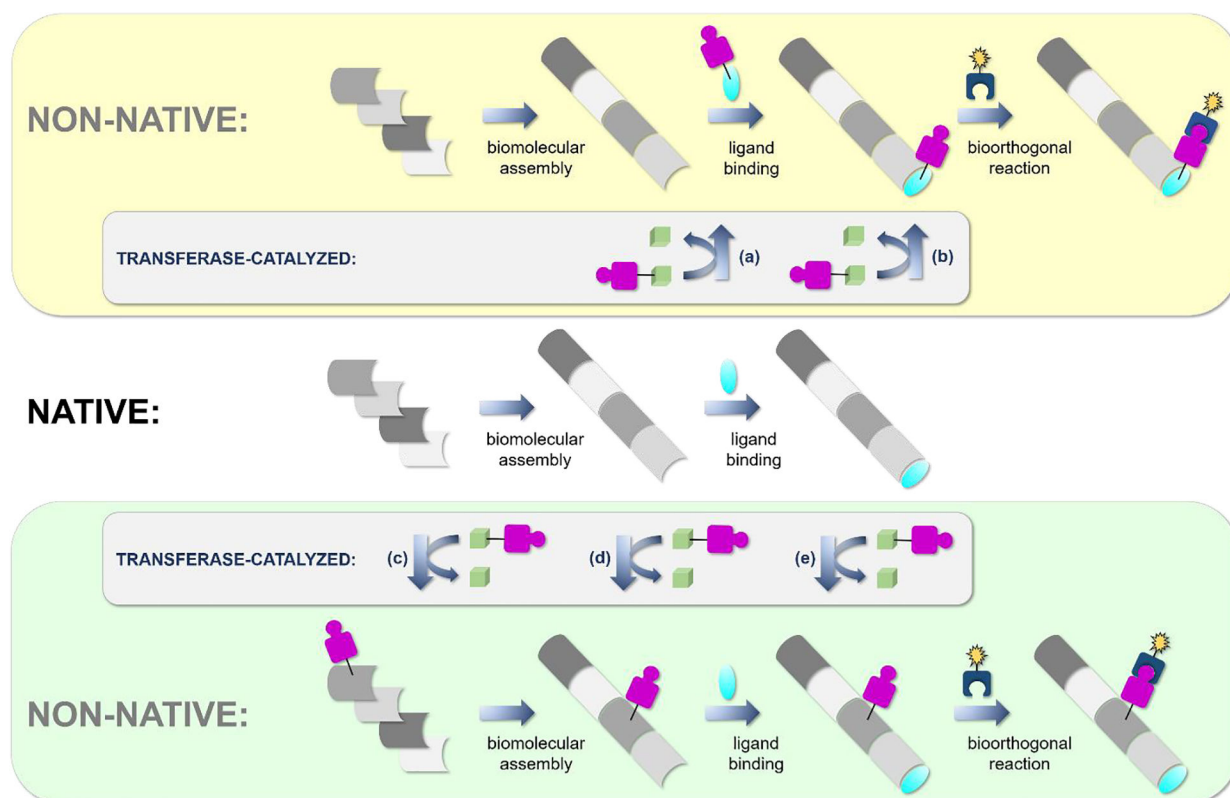 NON-NATIVE:
biomolecular
assembly
ligand
binding
bioorthogonal
reaction
TRANSFERASE-CATALYZED:
(a)
(b)
NATIVE:
biomolecular
assembly
ligand
binding
TRANSFERASE-CATALYZED:
(c)
(d)
(e)
NON-NATIVE:
biomolecular
assembly
ligand
binding
bioorthogonal
reaction